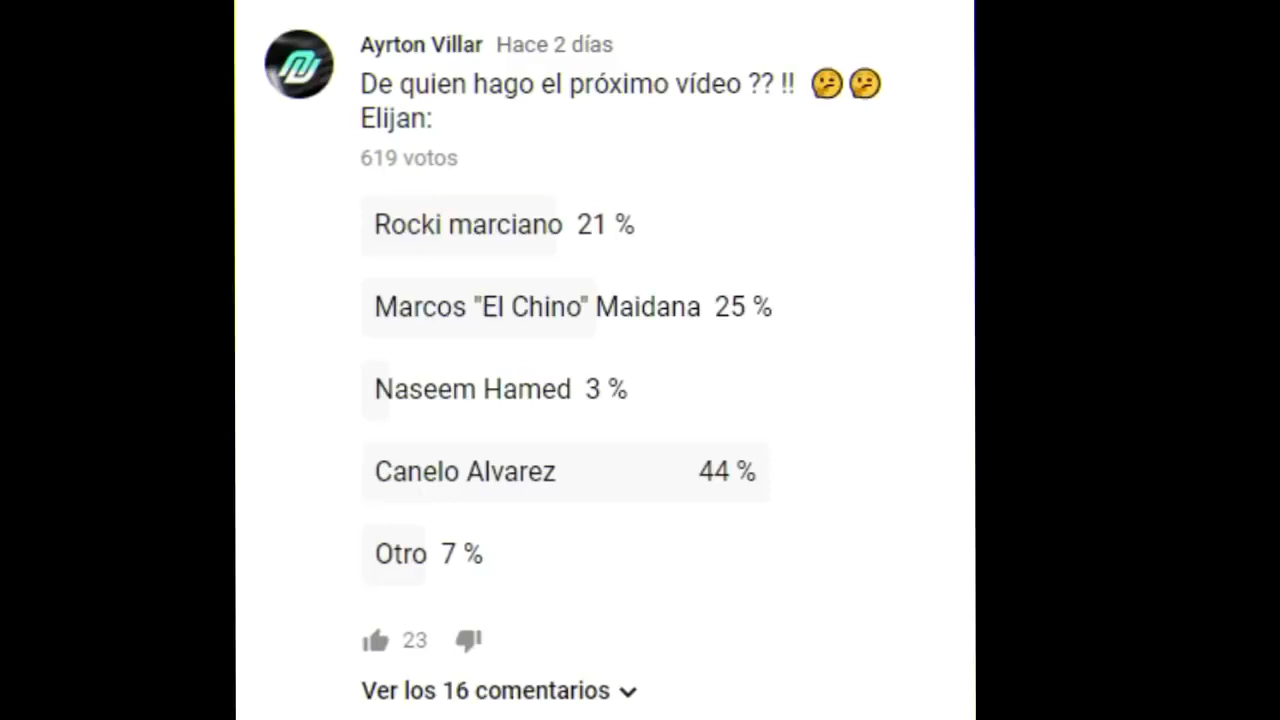 Ayrton Villar Hace 2 días
De quien hago el próximo vídeo ?? !! 🤔🤔
Elijan:
619 votos
Rocki marciano 21 %
Marcos "El Chino" Maidana 25 %
Naseem Hamed 3 %
Canelo Alvarez 44 %
Otro 7 %
23
Ver los 16 comentarios